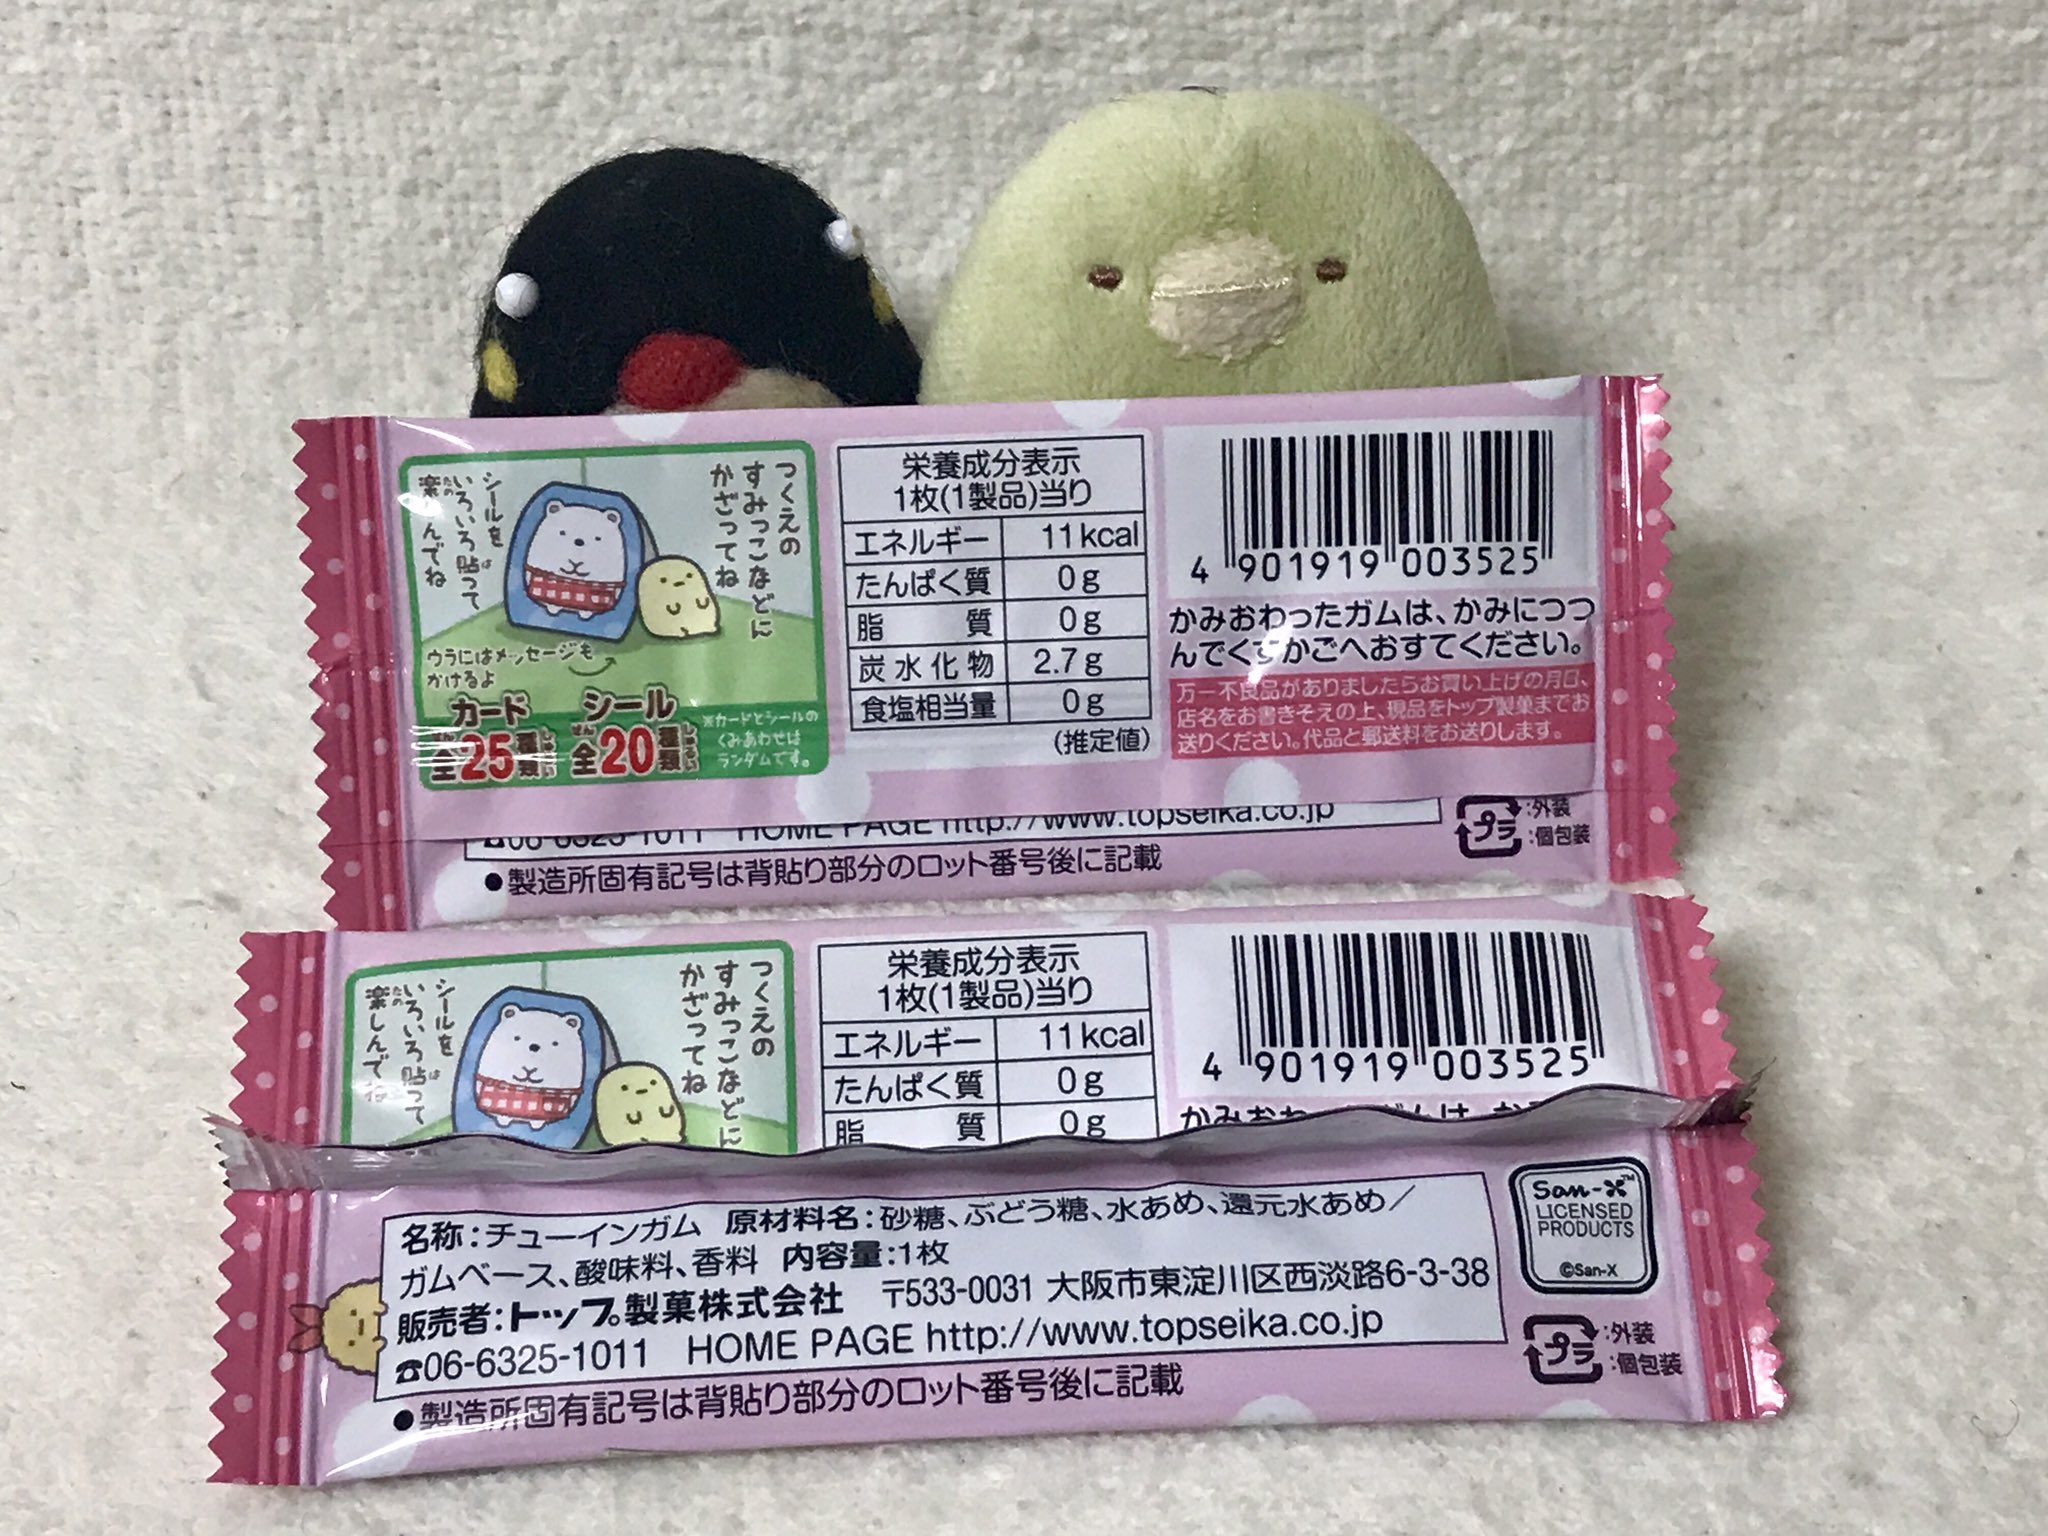 つくえの
すみっこなどに
かざってね
シールを
いろいろ貼って
楽しんでね
ウラにはメッセージも
かけるよ
カード
全25種類
シール
全20種類
※カードとシールの
くみあわせは
ランダムです。
栄養成分表示
1枚(1製品)当り
エネルギー 11kcal
たんぱく質 0g
脂質 0g
炭水化物 2.7g
食塩相当量 0g
(推定値)
4 901919 003525
かみおわったガムは、かみにつつ
んでくずかごへおすてください。
万一不良品がありましたらお買い上げの月日、
店名をお書きそえの上、現品をトップ製菓までお
送りください。代品と郵送料をお送りします。
☎06-6325-1011 HOME PAGE http://www.topseika.co.jp
●製造所固有記号は背貼り部分のロット番号後に記載
プラ :外装
:個包装
つくえの
すみっこなどに
かざってね
シールを
いろいろ貼って
楽しんでね
栄養成分表示
1枚(1製品)当り
エネルギー 11kcal
たんぱく質 0g
脂質 0g
4 901919 003525
名称:チューインガム 原材料名:砂糖、ぶどう糖、水あめ、還元水あめ/
ガムベース、酸味料、香料 内容量:1枚
販売者:トップ製菓株式会社 〒533-0031 大阪市東淀川区西淡路6-3-38
☎06-6325-1011 HOME PAGE http://www.topseika.co.jp
●製造所固有記号は背貼り部分のロット番号後に記載
San-X™
LICENSED
PRODUCTS
©San-X
プラ :外装
:個包装